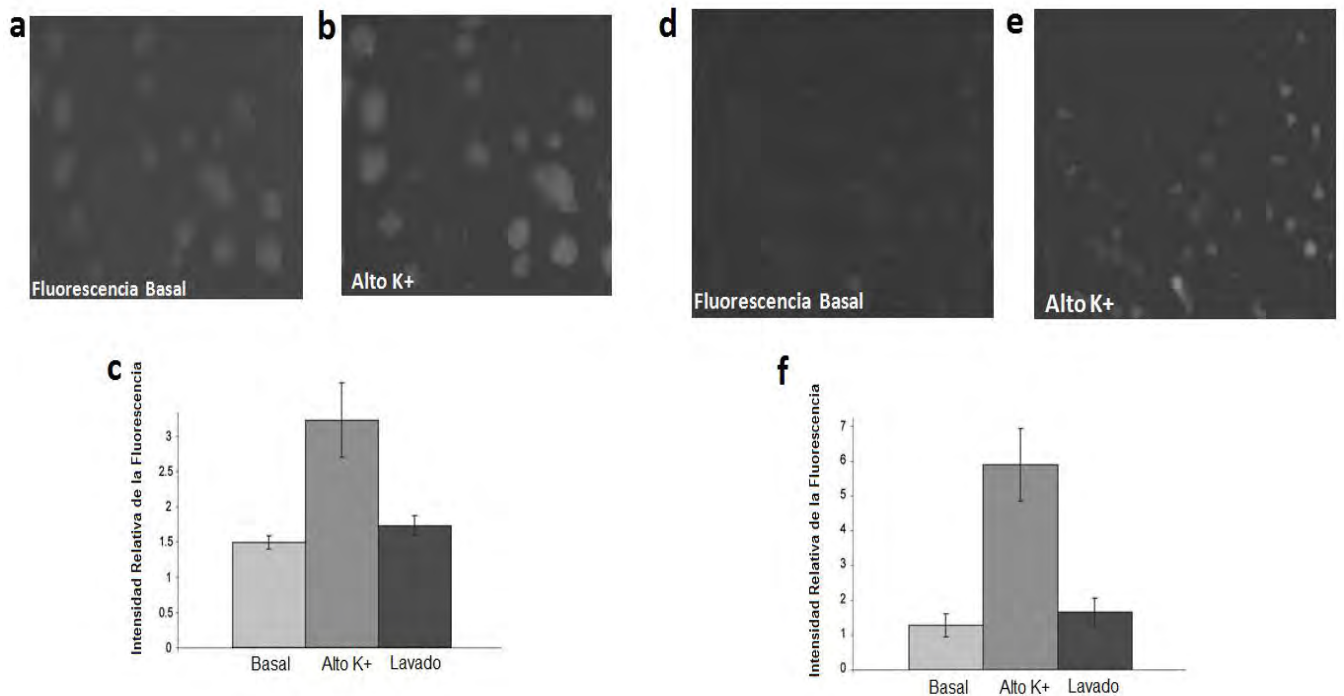 a
b
d
e
Fluorescencia Basal
Alto K+
Fluorescencia Basal
Alto K+
c
Intensidad Relativa de la Fluorescencia
3
2.5
2
1.5
1
0.5
0
Basal
Alto K+
Lavado
f
Intensidad Relativa de la Fluorescencia
7
6
5
4
3
2
1
0
Basal
Alto K+
Lavado